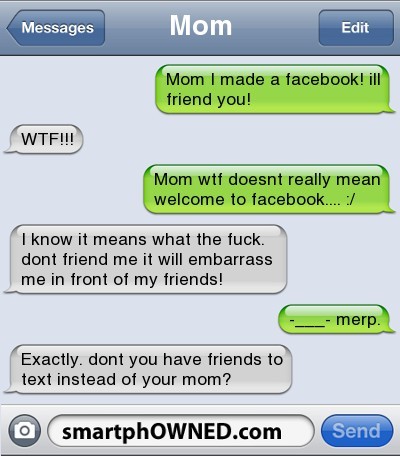 Messages
Mom
Edit
Mom I made a facebook! ill
friend you!
WTF!!!
Mom wtf doesnt really mean
welcome to facebook.... :/
I know it means what the fuck.
dont friend me it will embarrass
me in front of my friends!
-___- merp.
Exactly. dont you have friends to
text instead of your mom?
smartphOWNED.com
Send